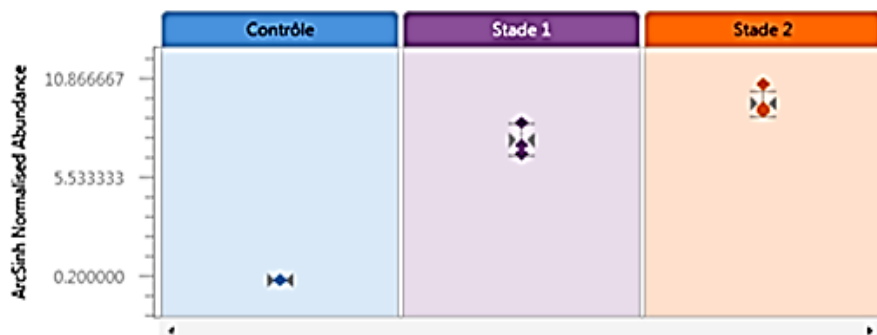 Contrôle
Stade 1
Stade 2
ArcSinh Normalised Abundance
10.866667
5.533333
0.200000